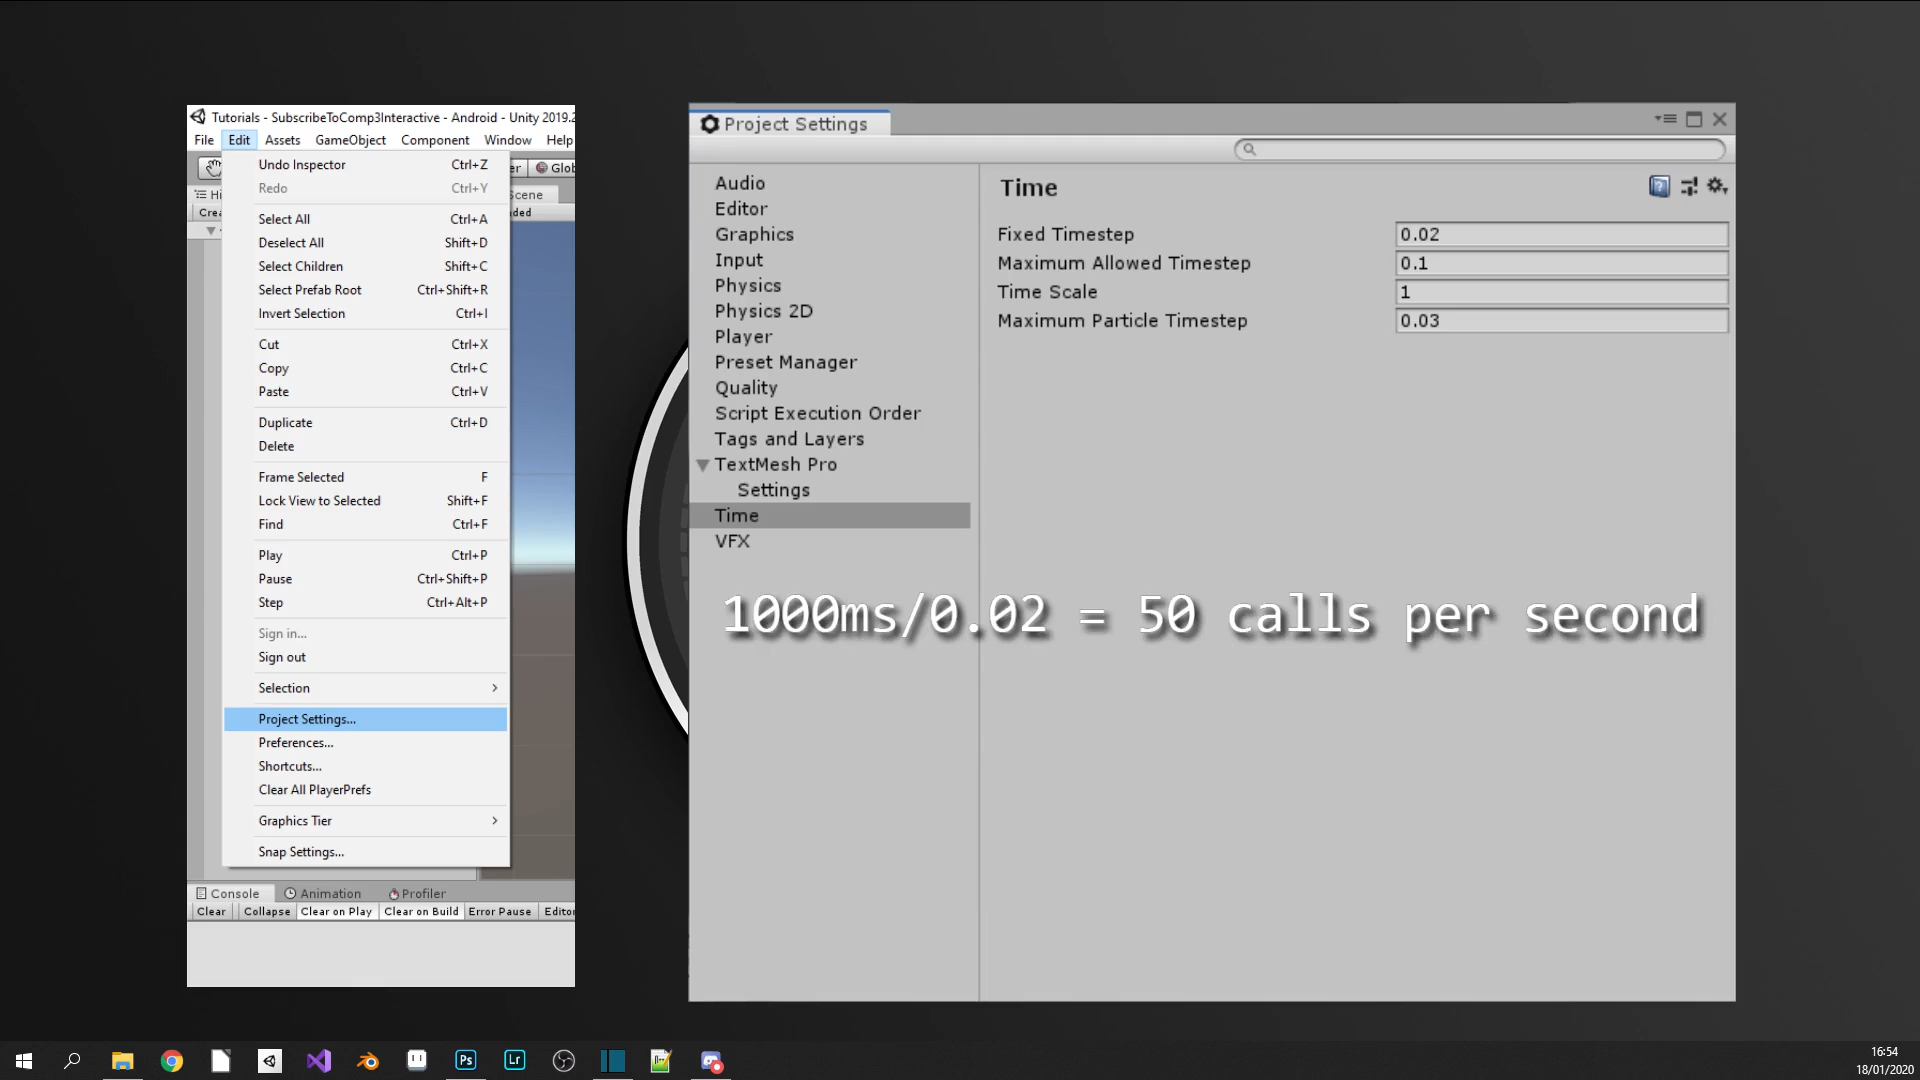 Tutorials - SubscribeToComp3Interactive - Android - Unity 2019.2
File Edit Assets GameObject Component Window Help
Undo Inspector Ctrl+Z
Redo Ctrl+Y
Select All Ctrl+A
Deselect All Shift+D
Select Children Shift+C
Select Prefab Root Ctrl+Shift+R
Invert Selection Ctrl+I
Cut Ctrl+X
Copy Ctrl+C
Paste Ctrl+V
Duplicate Ctrl+D
Delete
Frame Selected F
Lock View to Selected Shift+F
Find Ctrl+F
Play Ctrl+P
Pause Ctrl+Shift+P
Step Ctrl+Alt+P
Sign in...
Sign out
Selection
Project Settings...
Preferences...
Shortcuts...
Clear All PlayerPrefs
Graphics Tier
Snap Settings...
Console Animation Profiler
Clear Collapse Clear on Play Clear on Build Error Pause Editor
Project Settings
Audio
Editor
Graphics
Input
Physics
Physics 2D
Player
Preset Manager
Quality
Script Execution Order
Tags and Layers
TextMesh Pro
Settings
Time
VFX
Time
Fixed Timestep 0.02
Maximum Allowed Timestep 0.1
Time Scale 1
Maximum Particle Timestep 0.03
1000ms/0.02 = 50 calls per second
Ps
Lr
16:54
18/01/2020